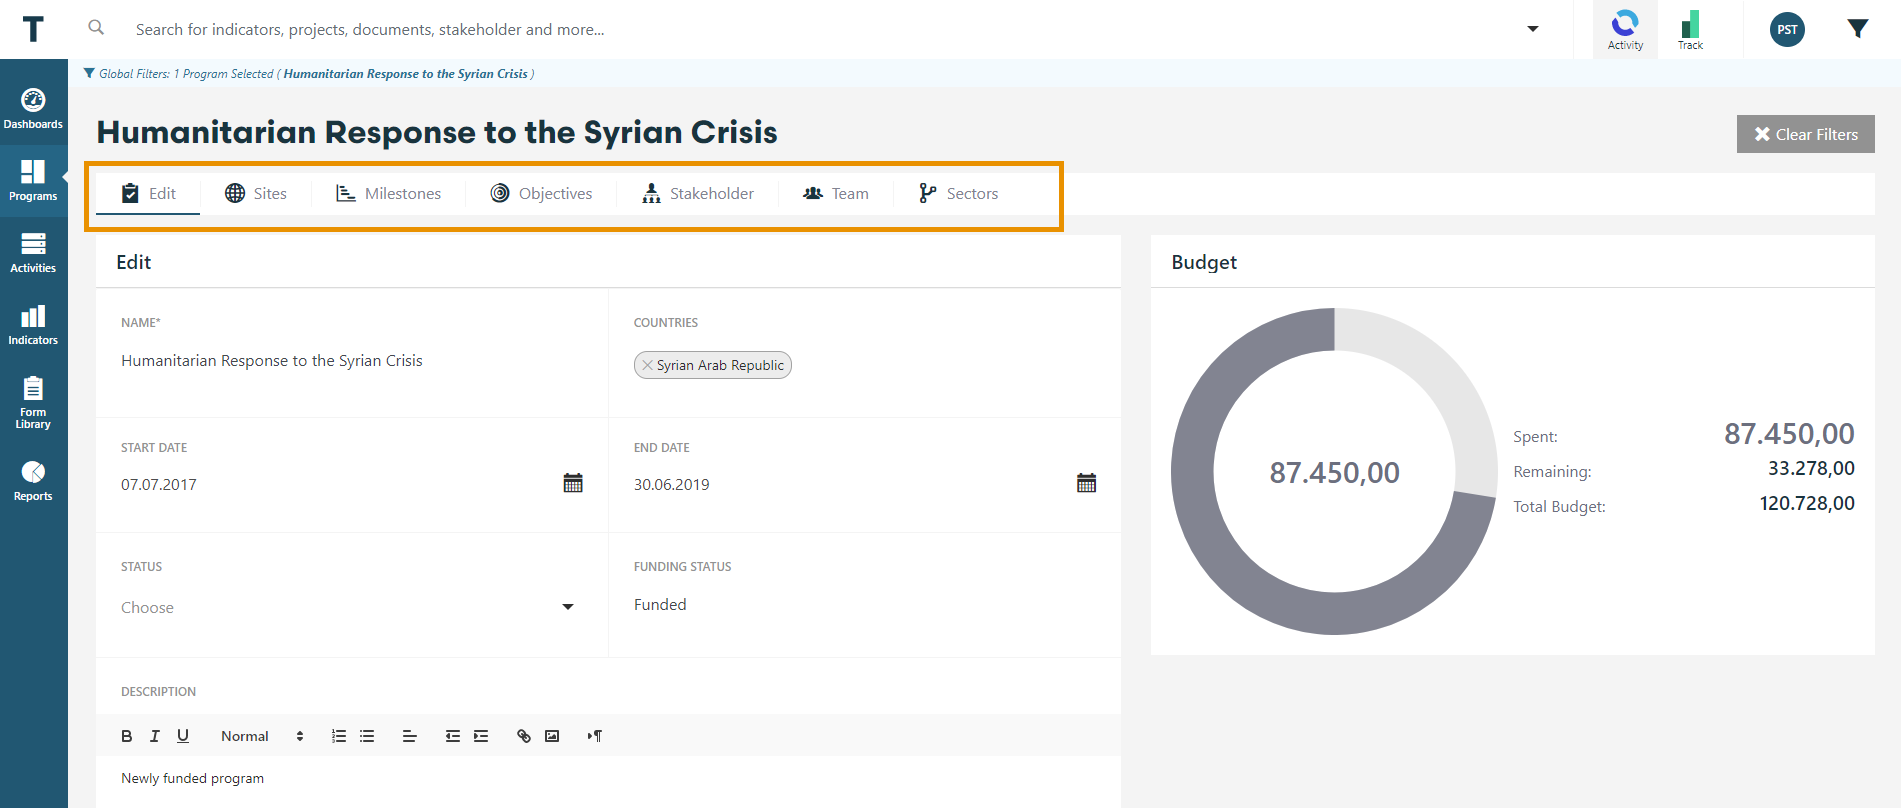 T
Search for indicators, projects, documents, stakeholder and more...
Activity
Track
PST
Global Filters: 1 Program Selected ( Humanitarian Response to the Syrian Crisis )
Dashboards
Programs
Activities
Indicators
Form
Library
Reports
Humanitarian Response to the Syrian Crisis
Clear Filters
Edit
Sites
Milestones
Objectives
Stakeholder
Team
Sectors
Edit
NAME*
Humanitarian Response to the Syrian Crisis
COUNTRIES
Syrian Arab Republic
START DATE
07.07.2017
END DATE
30.06.2019
STATUS
Choose
FUNDING STATUS
Funded
DESCRIPTION
B I U Normal
Newly funded program
Budget
87.450,00
Spent: 87.450,00
Remaining: 33.278,00
Total Budget: 120.728,00